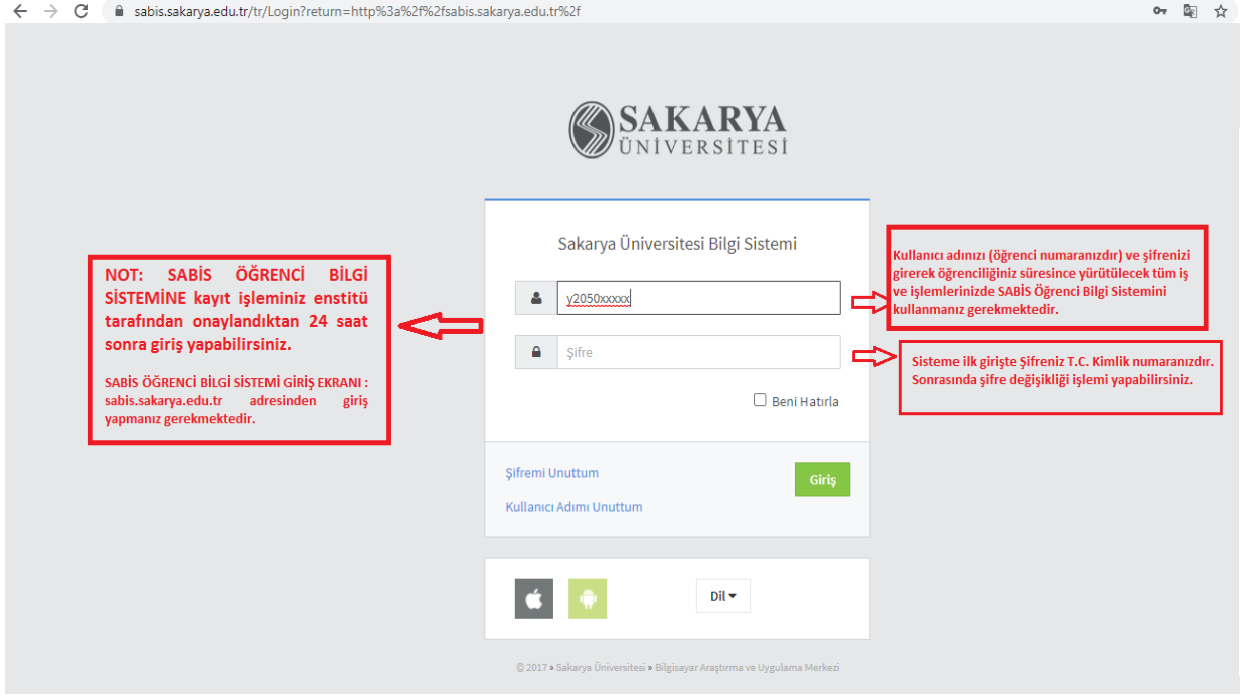 sabis.sakarya.edu.tr/tr/Login?return=http%3a%2f%2fsabis.sakarya.edu.tr%2f
SAKARYA
ÜNİVERSİTESİ
Sakarya Üniversitesi Bilgi Sistemi
y2050xxxxx
Şifre
Beni Hatırla
Şifremi Unuttum
Giriş
Kullanıcı Adımı Unuttum
Dil
© 2017 » Sakarya Üniversitesi » Bilgisayar Araştırma ve Uygulama Merkezi
NOT: SABİS ÖĞRENCİ BİLGİ
SİSTEMİNE kayıt işleminiz enstitü
tarafından onaylandıktan 24 saat
sonra giriş yapabilirsiniz.
SABİS ÖĞRENCİ BİLGİ SİSTEMİ GİRİŞ EKRANI :
sabis.sakarya.edu.tr adresinden giriş
yapmanız gerekmektedir.
Kullanıcı adınızı (öğrenci numaranızdır) ve şifrenizi
girerek öğrenciliğiniz süresince yürütülecek tüm iş
ve işlemlerinizde SABİS Öğrenci Bilgi Sistemini
kullanmanız gerekmektedir.
Sisteme ilk girişte Şifreniz T.C. Kimlik numaranızdır.
Sonrasında şifre değişikliği işlemi yapabilirsiniz.